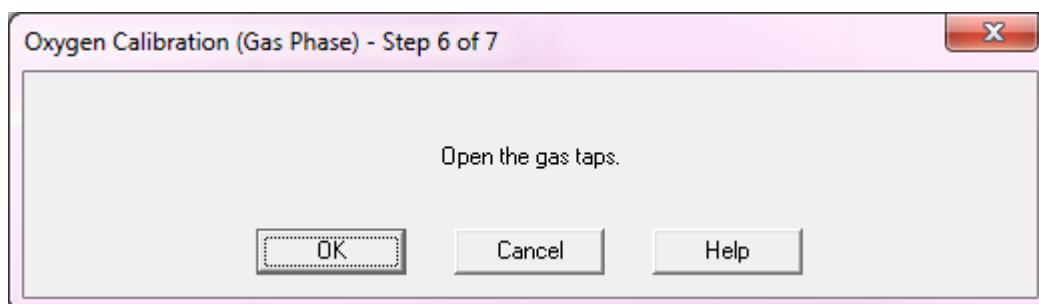 Oxygen Calibration (Gas Phase) - Step 6 of 7
Open the gas taps.
OK Cancel Help